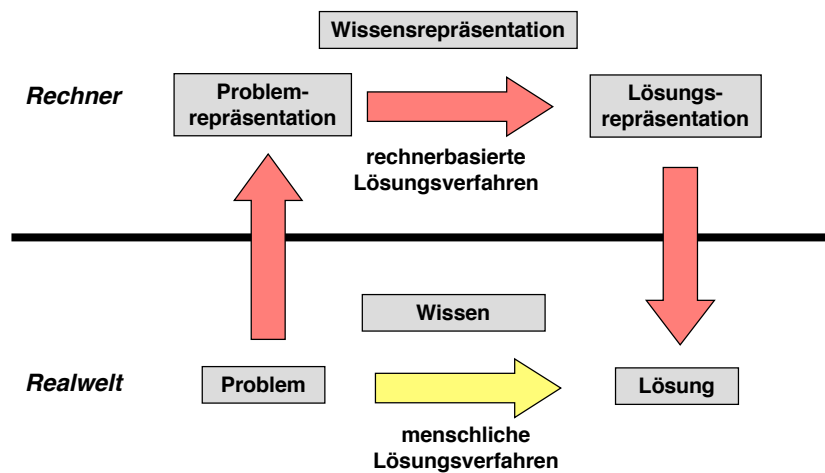 Wissensrepräsentation
Rechner
Problem-
repräsentation
Lösungs-
repräsentation
rechnerbasierte
Lösungsverfahren
Wissen
Realwelt
Problem
Lösung
menschliche
Lösungsverfahren